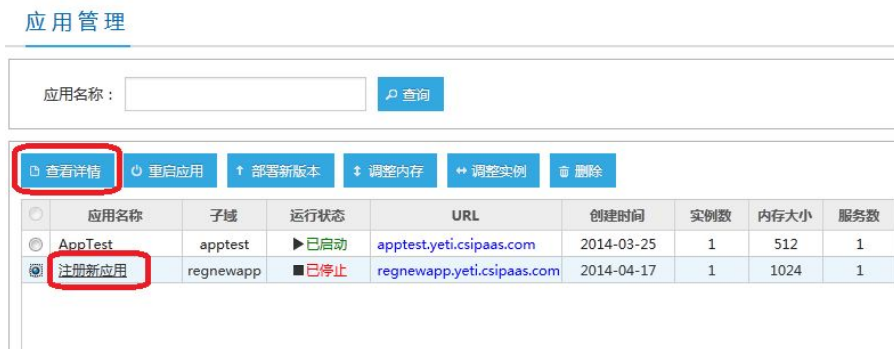 应用管理
应用名称： 查询
查看详情 重启应用 部署新版本 调整内存 调整实例 删除
应用名称 子域 运行状态 URL 创建时间 实例数 内存大小 服务数
AppTest apptest 已启动 apptest.yeti.csipaas.com 2014-03-25 1 512 1
注册新应用 regnewapp 已停止 regnewapp.yeti.csipaas.com 2014-04-17 1 1024 1